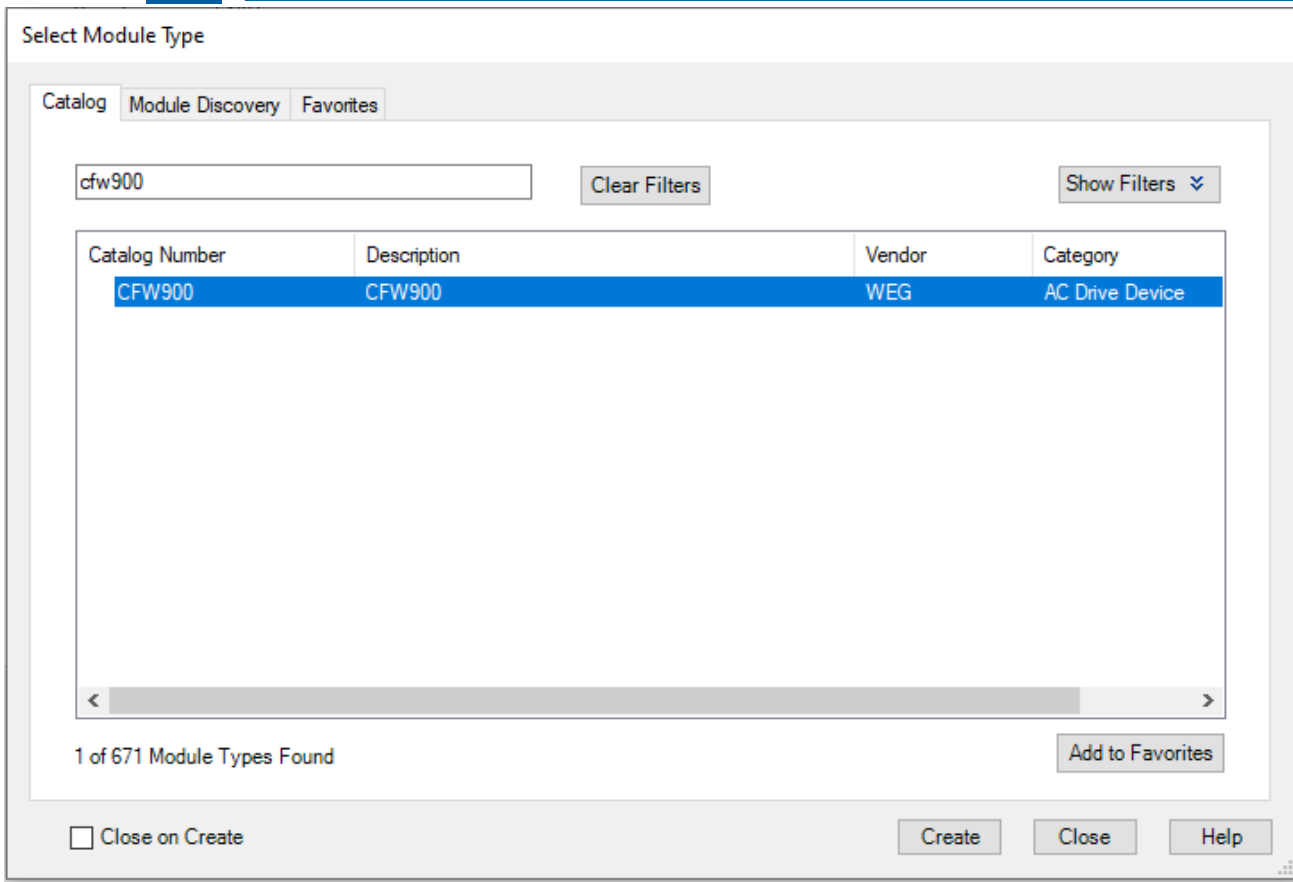 Select Module Type
Catalog Module Discovery Favorites
cfw900 Clear Filters Show Filters
Catalog Number Description Vendor Category
CFW900 CFW900 WEG AC Drive Device
1 of 671 Module Types Found Add to Favorites
Close on Create Create Close Help